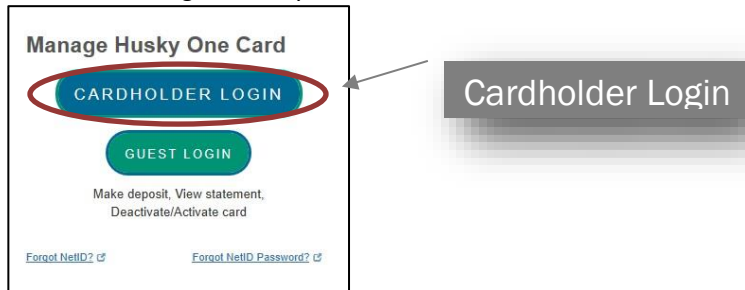 Manage Husky One Card
CARDHOLDER LOGIN
Cardholder Login
GUEST LOGIN
Make deposit, View statement,
Deactivate/Activate card
Forgot NetID?
Forgot NetID Password?